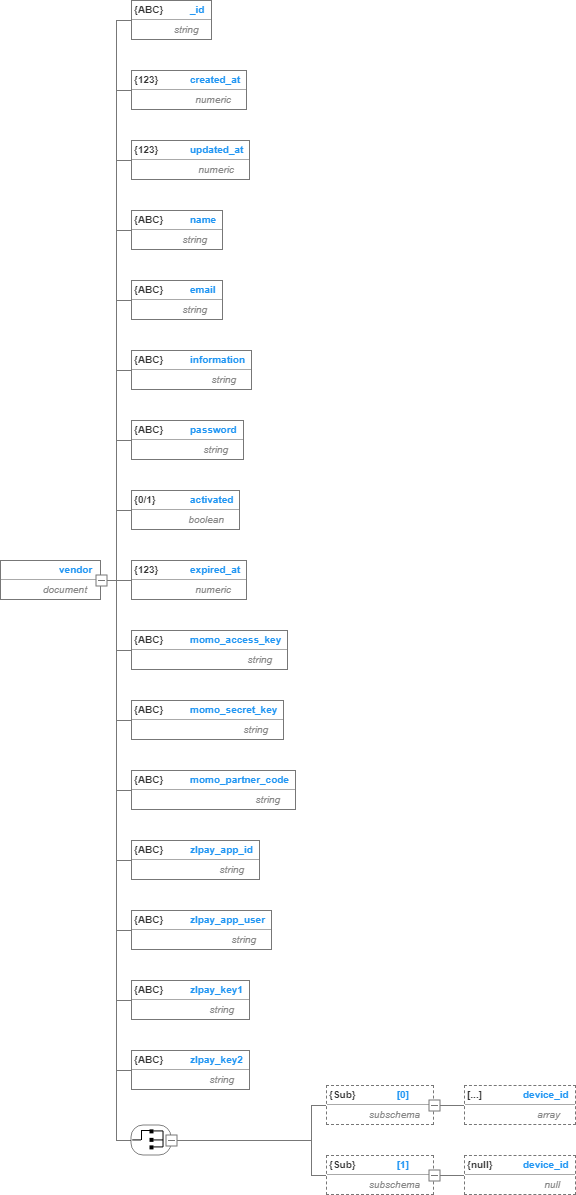 {ABC} _id
string
{123} created_at
numeric
{123} updated_at
numeric
{ABC} name
string
{ABC} email
string
{ABC} information
string
{ABC} password
string
{0/1} activated
boolean
vendor
document
{123} expired_at
numeric
{ABC} momo_access_key
string
{ABC} momo_secret_key
string
{ABC} momo_partner_code
string
{ABC} zlpay_app_id
string
{ABC} zlpay_app_user
string
{ABC} zlpay_key1
string
{ABC} zlpay_key2
string
{Sub} [0]
subschema
[...] device_id
array
{Sub} [1]
subschema
{null} device_id
null